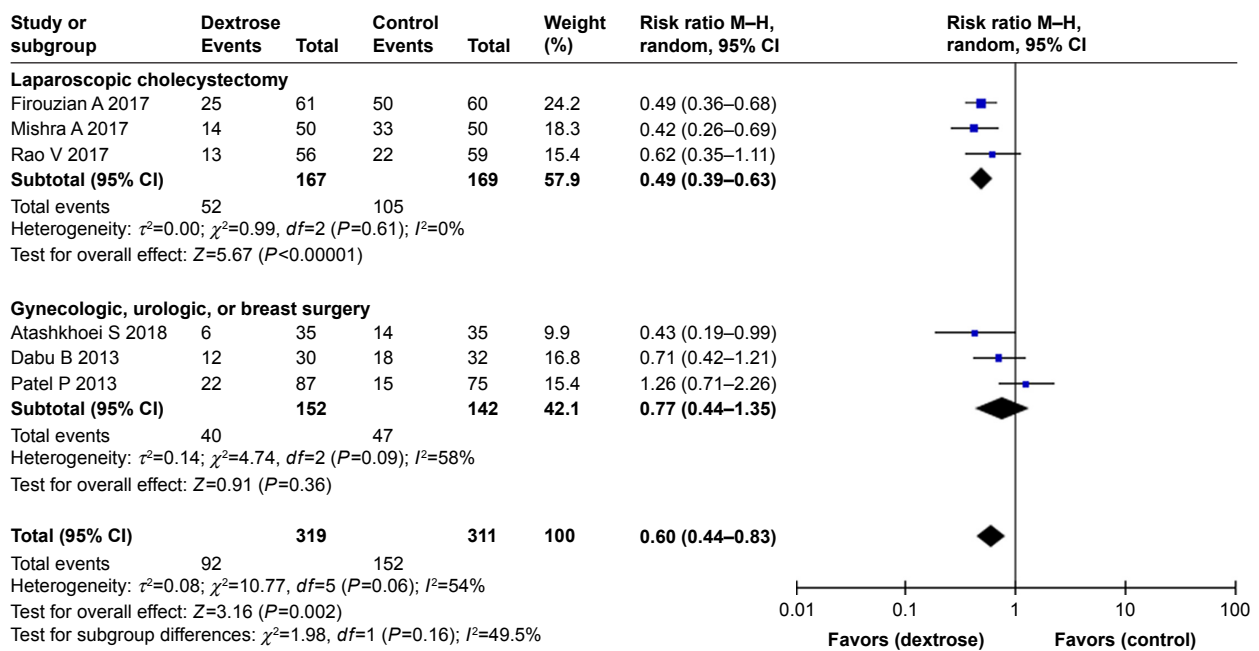 Study or Dextrose Control Weight Risk ratio M–H, Risk ratio M–H,
subgroup Events Total Events Total (%) random, 95% CI random, 95% CI
Laparoscopic cholecystectomy
Firouzian A 2017 25 61 50 60 24.2 0.49 (0.36–0.68)
Mishra A 2017 14 50 33 50 18.3 0.42 (0.26–0.69)
Rao V 2017 13 56 22 59 15.4 0.62 (0.35–1.11)
Subtotal (95% CI) 167 169 57.9 0.49 (0.39–0.63)
Total events 52 105
Heterogeneity: τ²=0.00; χ²=0.99, df=2 (P=0.61); I²=0%
Test for overall effect: Z=5.67 (P<0.00001)
Gynecologic, urologic, or breast surgery
Atashkhoei S 2018 6 35 14 35 9.9 0.43 (0.19–0.99)
Dabu B 2013 12 30 18 32 16.8 0.71 (0.42–1.21)
Patel P 2013 22 87 15 75 15.4 1.26 (0.71–2.26)
Subtotal (95% CI) 152 142 42.1 0.77 (0.44–1.35)
Total events 40 47
Heterogeneity: τ²=0.14; χ²=4.74, df=2 (P=0.09); I²=58%
Test for overall effect: Z=0.91 (P=0.36)
Total (95% CI) 319 311 100 0.60 (0.44–0.83)
Total events 92 152
Heterogeneity: τ²=0.08; χ²=10.77, df=5 (P=0.06); I²=54%
Test for overall effect: Z=3.16 (P=0.002)
Test for subgroup differences: χ²=1.98, df=1 (P=0.16); I²=49.5%
0.01 0.1 1 10 100
Favors (dextrose) Favors (control)